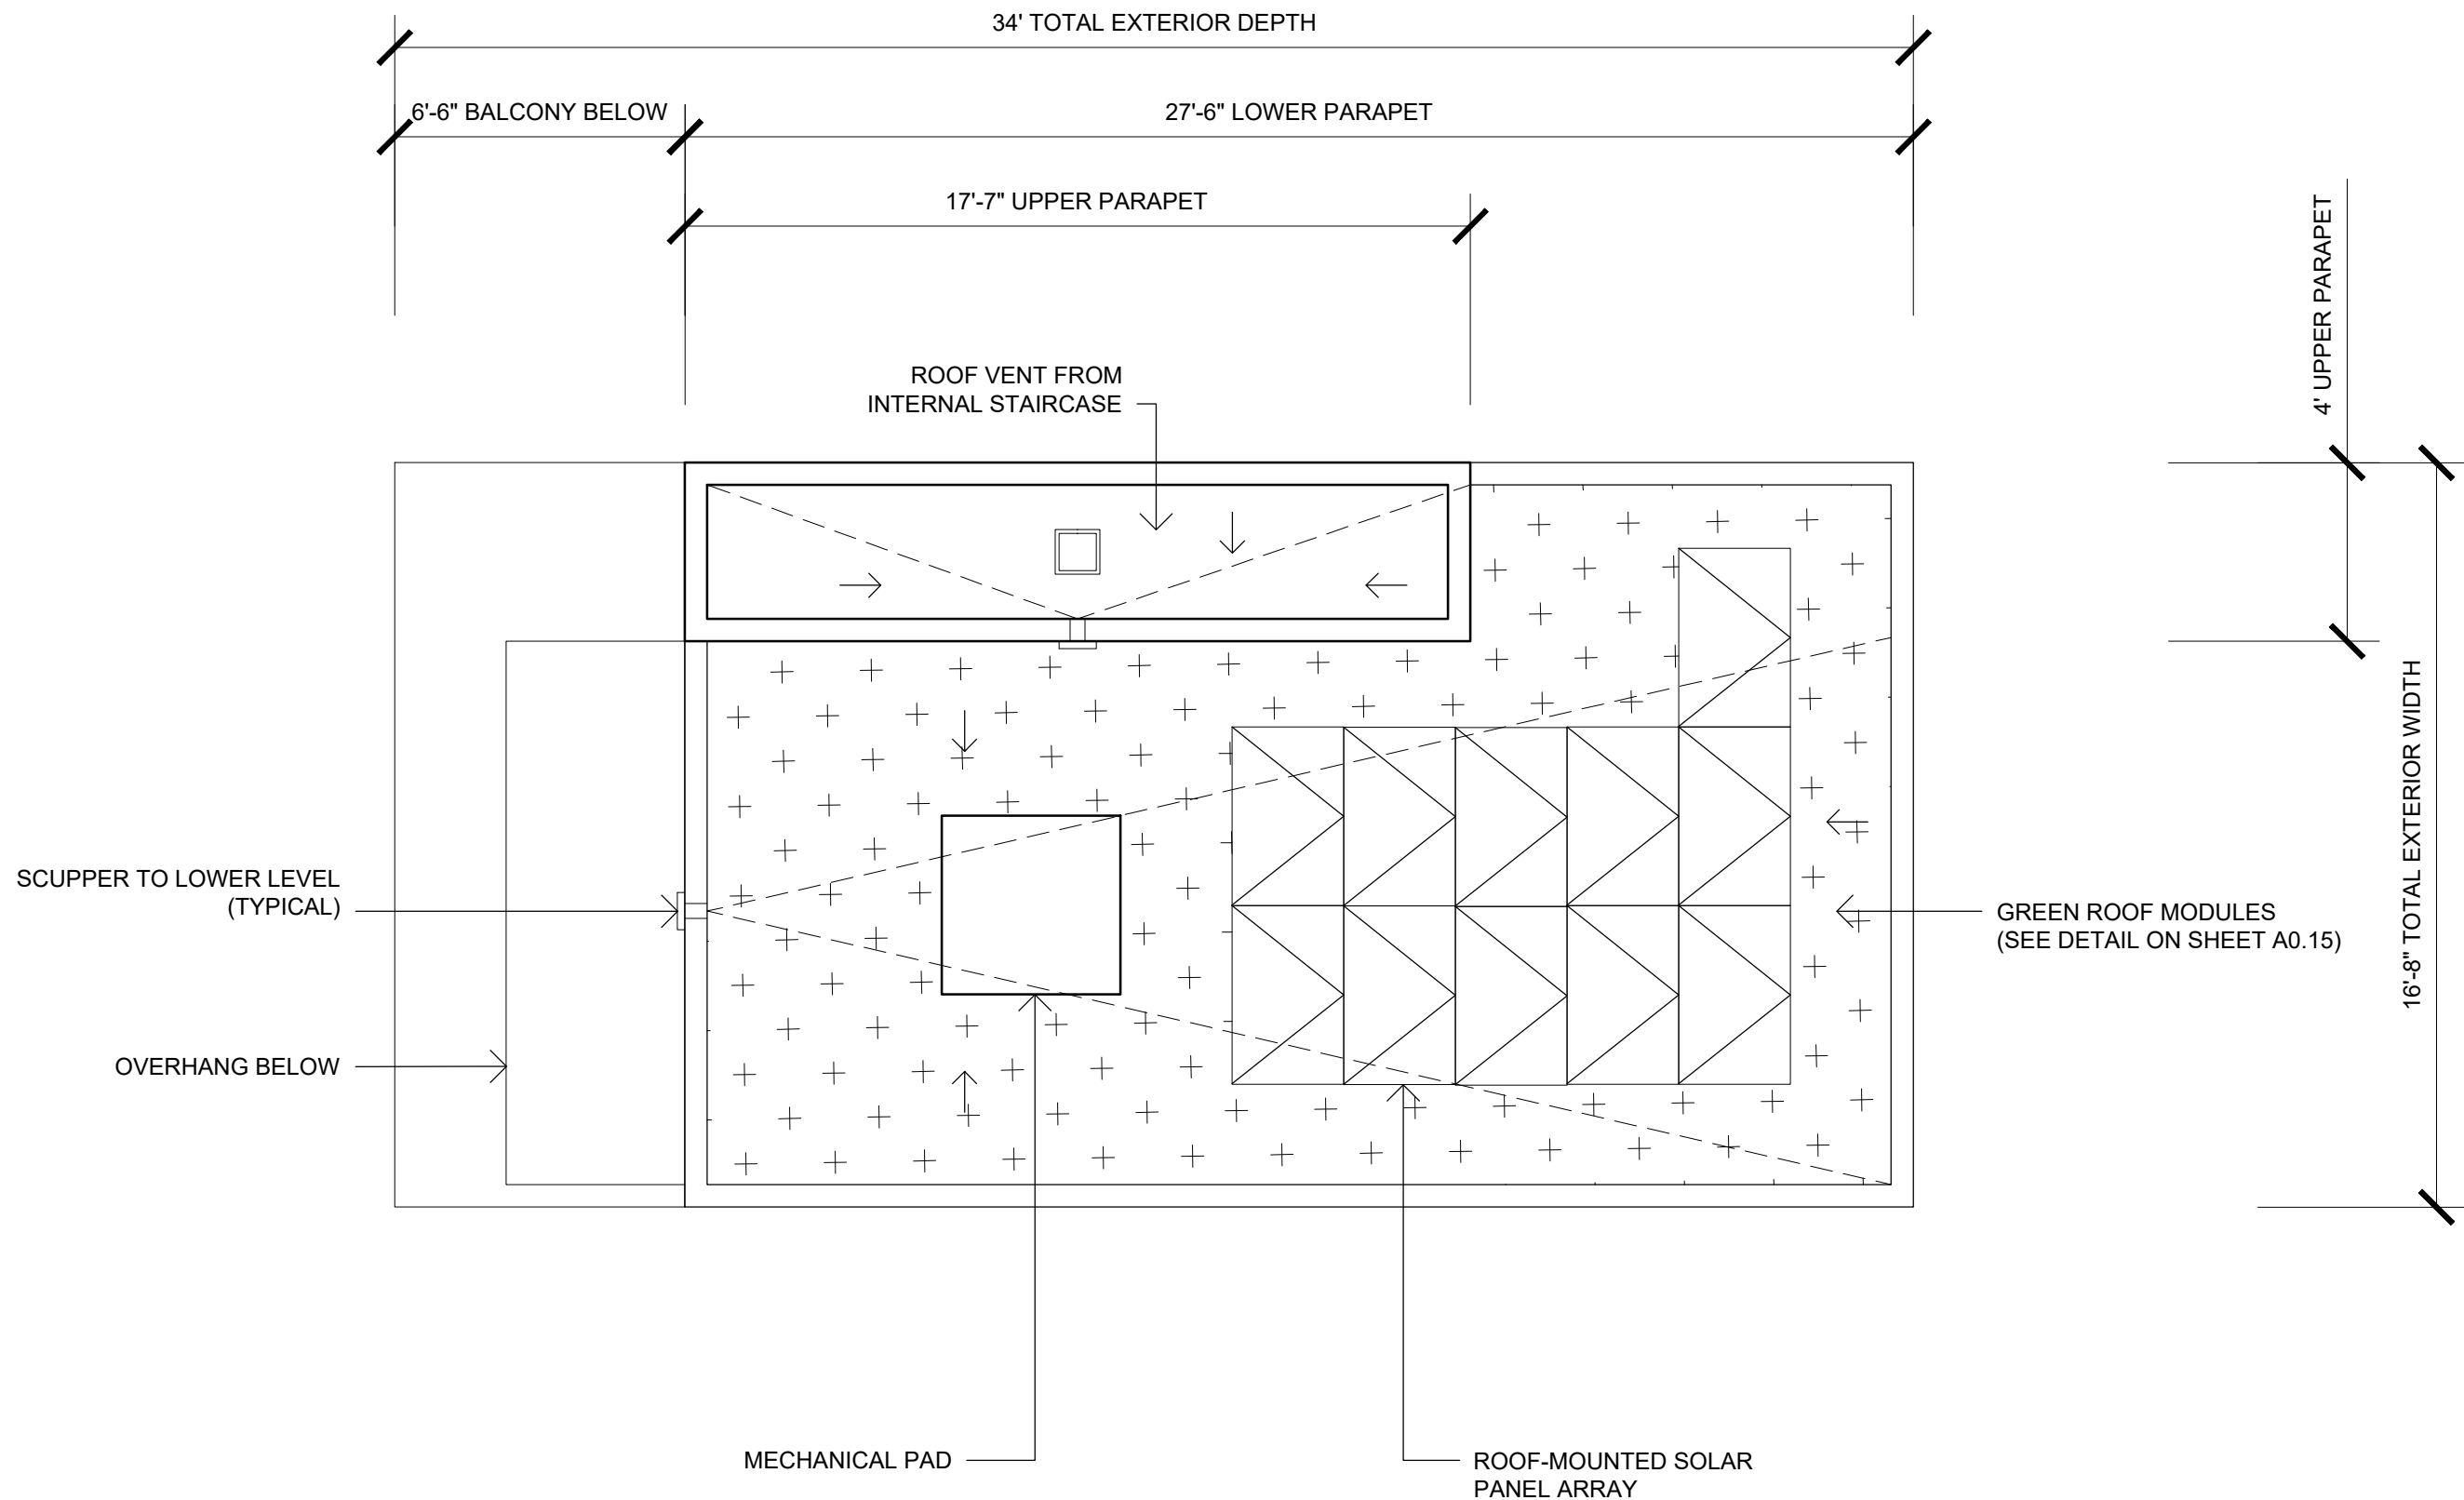 34' TOTAL EXTERIOR DEPTH
6'-6" BALCONY BELOW
27'-6" LOWER PARAPET
17'-7" UPPER PARAPET
4' UPPER PARAPET
ROOF VENT FROM
INTERNAL STAIRCASE
16'-8" TOTAL EXTERIOR WIDTH
SCUPPER TO LOWER LEVEL
(TYPICAL)
GREEN ROOF MODULES
(SEE DETAIL ON SHEET A0.15)
OVERHANG BELOW
MECHANICAL PAD
ROOF-MOUNTED SOLAR
PANEL ARRAY